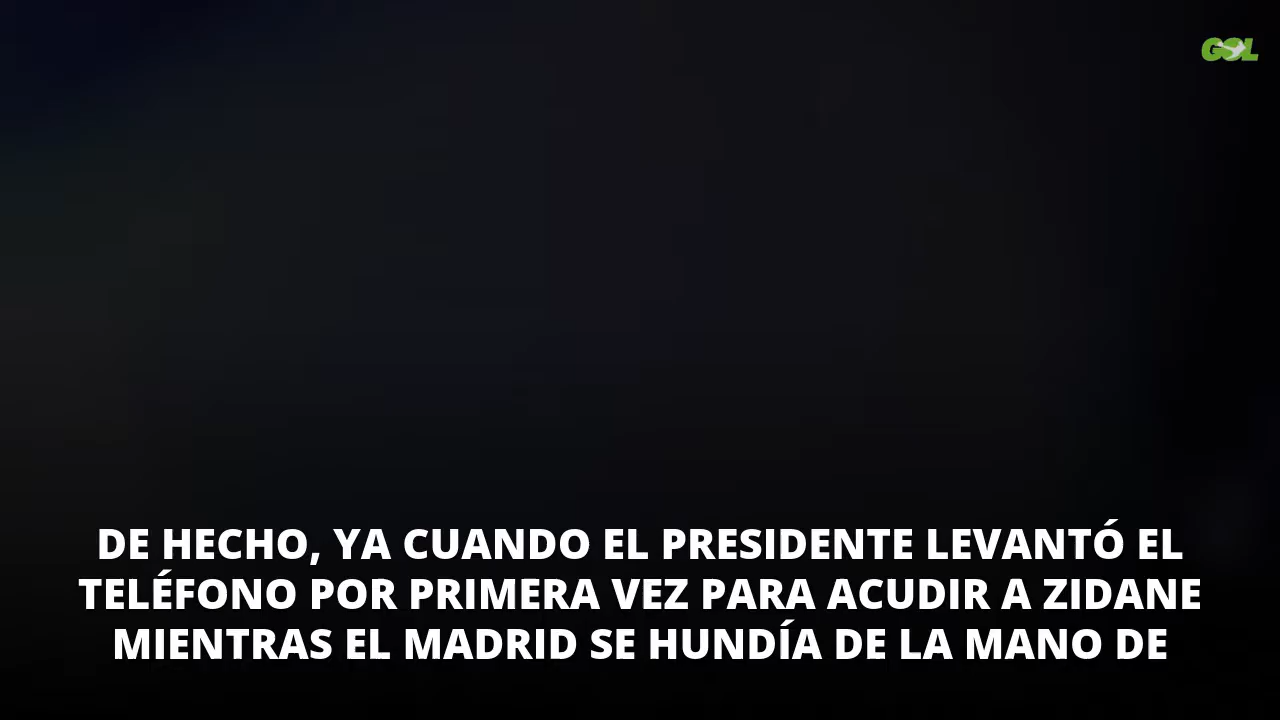 GOL
DE HECHO, YA CUANDO EL PRESIDENTE LEVANTÓ EL
TELÉFONO POR PRIMERA VEZ PARA ACUDIR A ZIDANE
MIENTRAS EL MADRID SE HUNDÍA DE LA MANO DE